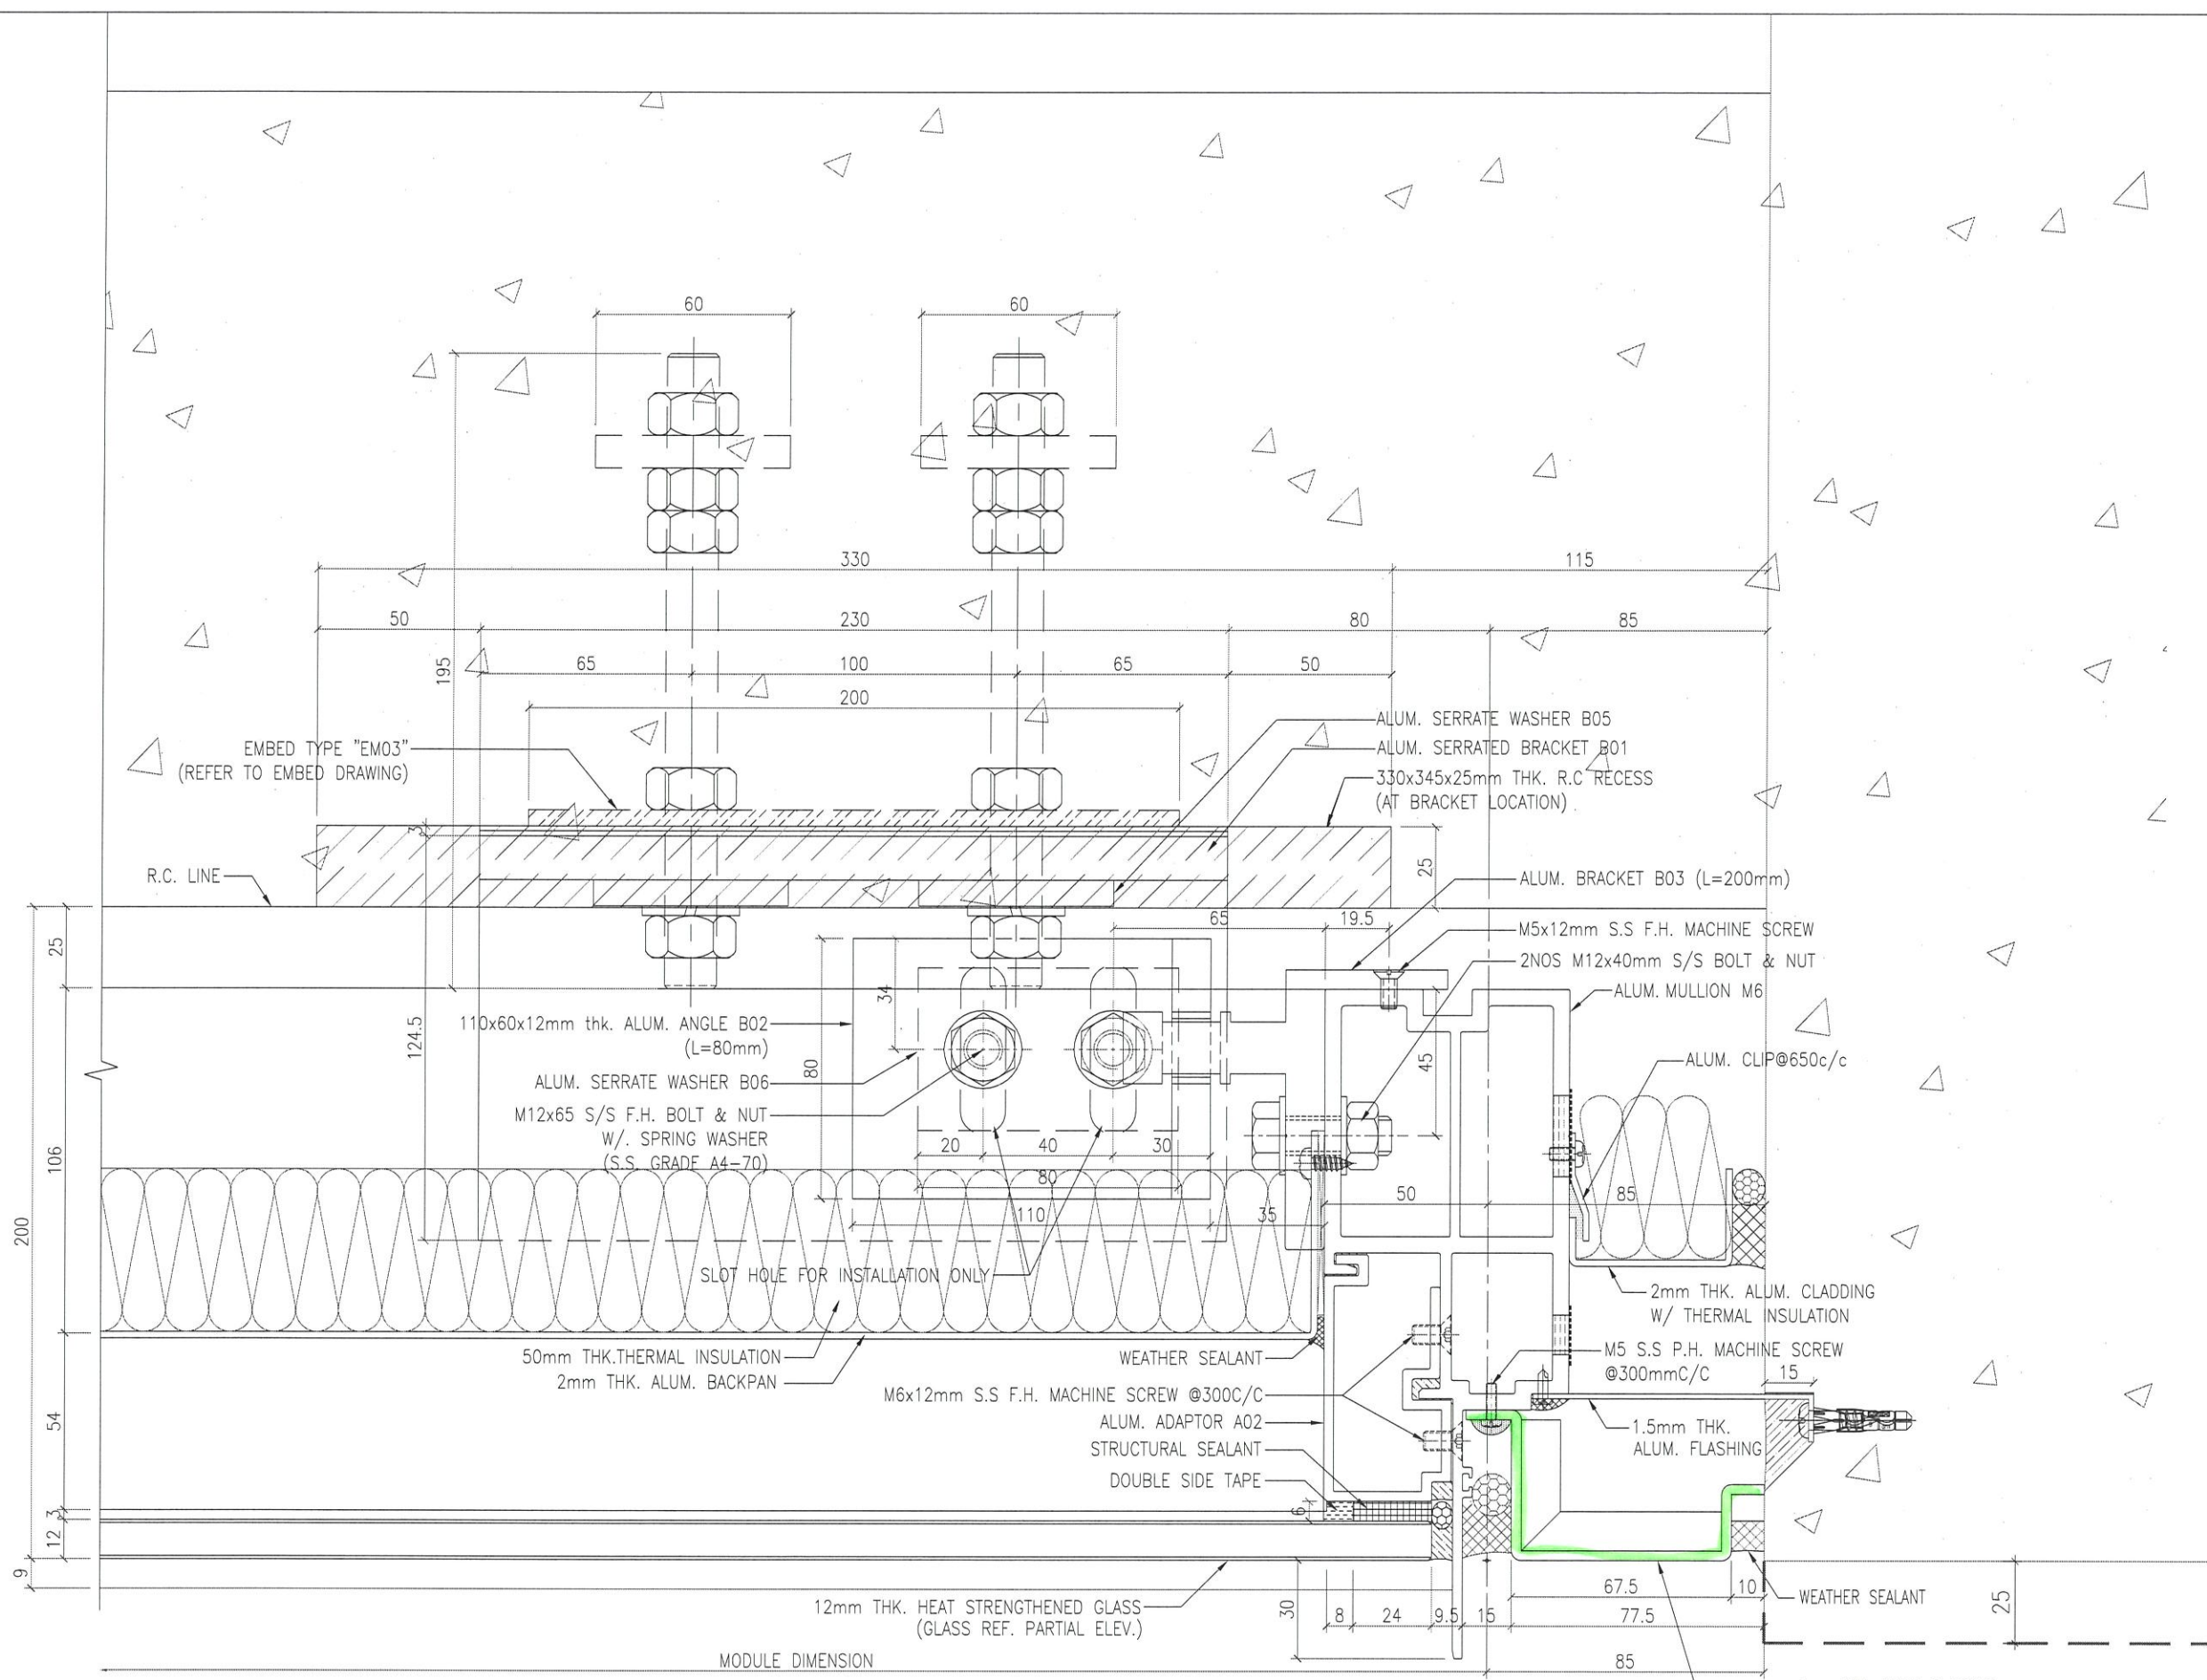 60
60
330
115
50
230
80
85
65
100
65
50
195
200
ALUM. SERRATE WASHER B05
EMBED TYPE "EM03"
(REFER TO EMBED DRAWING)
ALUM. SERRATED BRACKET B01
330x345x25mm THK. R.C RECESS
(AT BRACKET LOCATION)
3
25
R.C. LINE
ALUM. BRACKET B03 (L=200mm)
65
19.5
M5x12mm S.S F.H. MACHINE SCREW
25
2NOS M12x40mm S/S BOLT & NUT
34
ALUM. MULLION M6
110x60x12mm thk. ALUM. ANGLE B02
(L=80mm)
124.5
80
45
ALUM. CLIP@650c/c
ALUM. SERRATE WASHER B06
M12x65 S/S F.H. BOLT & NUT
W/. SPRING WASHER
(S.S. GRADE A4-70)
20
40
30
106
80
50
85
200
110
35
SLOT HOLE FOR INSTALLATION ONLY
2mm THK. ALUM. CLADDING
W/ THERMAL INSULATION
50mm THK.THERMAL INSULATION
WEATHER SEALANT
M5 S.S P.H. MACHINE SCREW
@300mmC/C
15
2mm THK. ALUM. BACKPAN
M6x12mm S.S F.H. MACHINE SCREW @300C/C
54
ALUM. ADAPTOR A02
1.5mm THK.
ALUM. FLASHING
STRUCTURAL SEALANT
DOUBLE SIDE TAPE
6
3
12
9
67.5
10
WEATHER SEALANT
12mm THK. HEAT STRENGTHENED GLASS
(GLASS REF. PARTIAL ELEV.)
30
8
24
9.5
15
77.5
25
MODULE DIMENSION
85